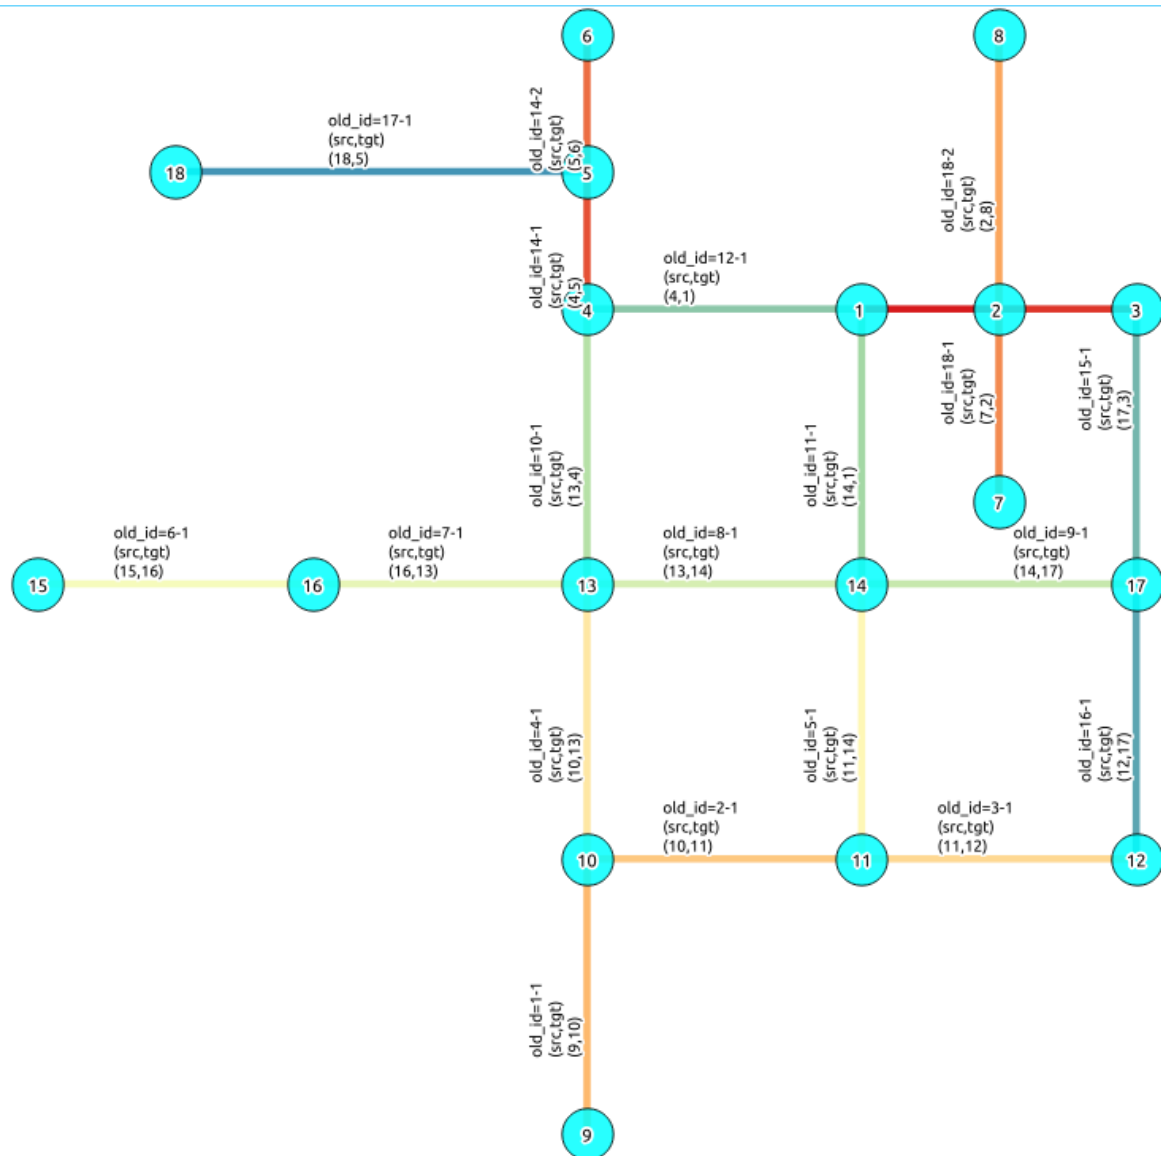 6
8
old_id=17-1
(src,tgt)
(18,5)
18
old_id=14-2
(src,tgt)
(5,6)
5
old_id=18-2
(src,tgt)
(2,8)
old_id=14-1
(src,tgt)
(4,5)
4
old_id=12-1
(src,tgt)
(4,1)
1
2
3
old_id=18-1
(src,tgt)
(7,2)
old_id=15-1
(src,tgt)
(17,3)
old_id=10-1
(src,tgt)
(13,4)
old_id=11-1
(src,tgt)
(14,1)
7
old_id=6-1
(src,tgt)
(15,16)
old_id=7-1
(src,tgt)
(16,13)
old_id=8-1
(src,tgt)
(13,14)
old_id=9-1
(src,tgt)
(14,17)
15
16
13
14
17
old_id=4-1
(src,tgt)
(10,13)
old_id=5-1
(src,tgt)
(11,14)
old_id=16-1
(src,tgt)
(12,17)
old_id=2-1
(src,tgt)
(10,11)
old_id=3-1
(src,tgt)
(11,12)
10
11
12
old_id=1-1
(src,tgt)
(9,10)
9